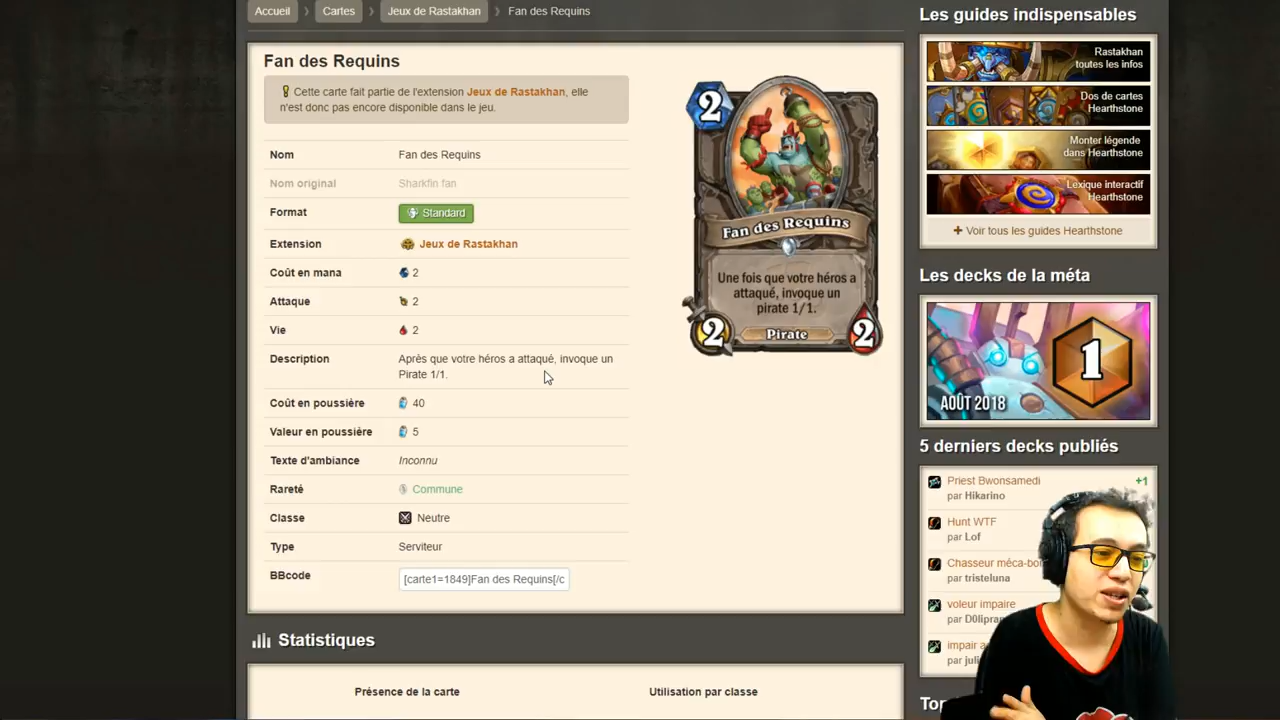 Accueil
Cartes
Jeux de Rastakhan
Fan des Requins
Fan des Requins
Cette carte fait partie de l'extension Jeux de Rastakhan, elle
n'est donc pas encore disponible dans le jeu.
Nom
Fan des Requins
Nom original
Sharkfin fan
Format
Standard
Extension
Jeux de Rastakhan
Coût en mana
2
Attaque
2
Vie
2
Description
Après que votre héros a attaqué, invoque un
Pirate 1/1.
Coût en poussière
40
Valeur en poussière
5
Texte d'ambiance
Inconnu
Rareté
Commune
Classe
Neutre
Type
Serviteur
BBcode
[carte1=1849]Fan des Requins[/c
2
Fan des Requins
Une fois que votre héros a
attaqué, invoque un
pirate 1/1.
2
Pirate
2
Statistiques
Présence de la carte
Utilisation par classe
Les guides indispensables
Rastakhan
toutes les infos
Dos de cartes
Hearthstone
Monter légende
dans Hearthstone
Lexique interactif
Hearthstone
+ Voir tous les guides Hearthstone
Les decks de la méta
1
AOÛT 2018
5 derniers decks publiés
Priest Bwonsamedi
+1
par Hikarino
Hunt WTF
par Lof
Chasseur méca-bo
par tristeluna
voleur impaire
par D0lipra
impair a
par juli
Top